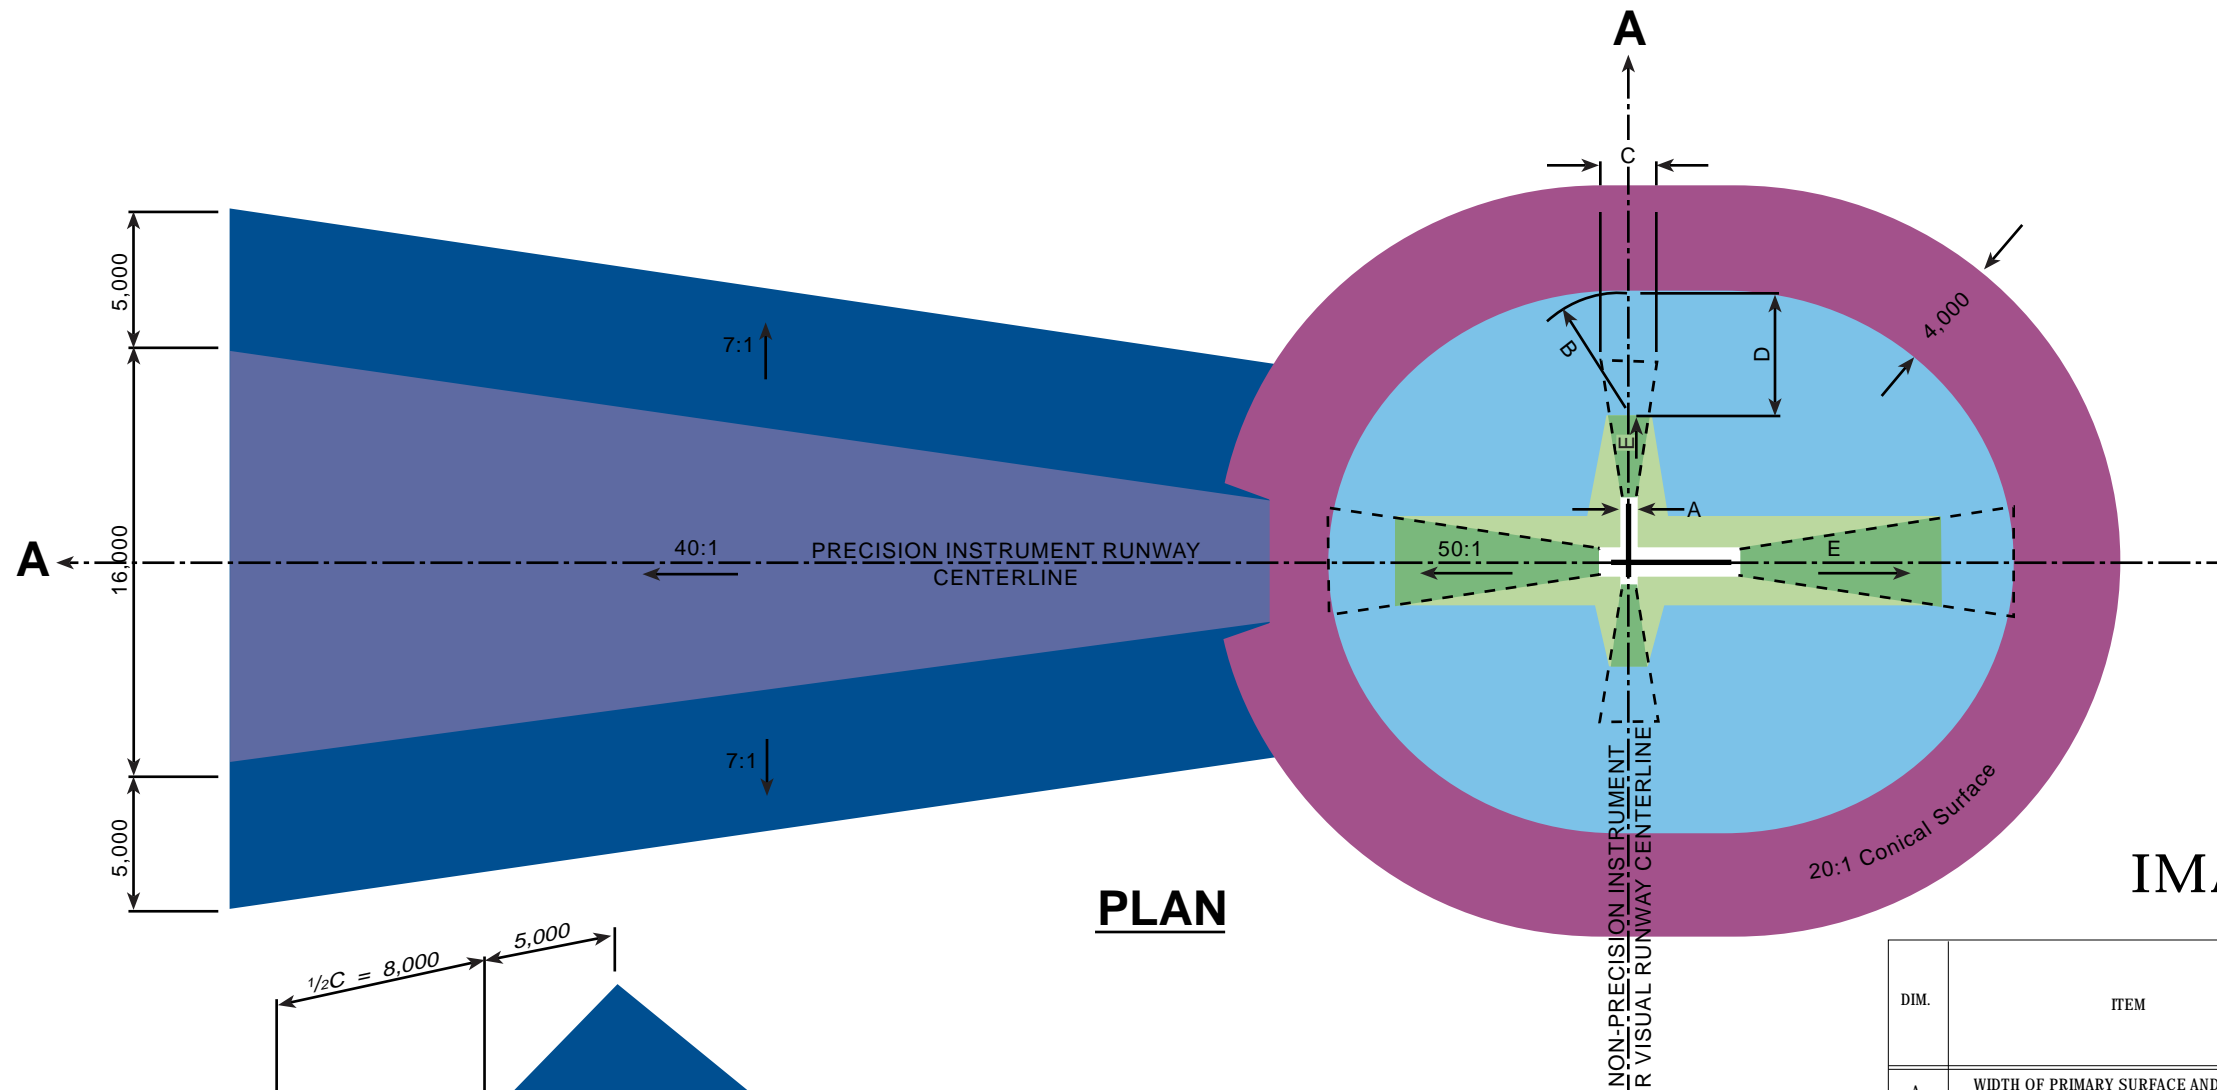 A
C
5,000
7:1
B
D
4,000
E
A
A
16,000
40:1
PRECISION INSTRUMENT RUNWAY
CENTERLINE
50:1
E
7:1
5,000
NON-PRECISION INSTRUMENT
R VISUAL RUNWAY CENTERLINE
20:1 Conical Surface
PLAN
5,000
½C = 8,000
DIM.
ITEM
WIDTH OF PRIMARY SURFACE AND